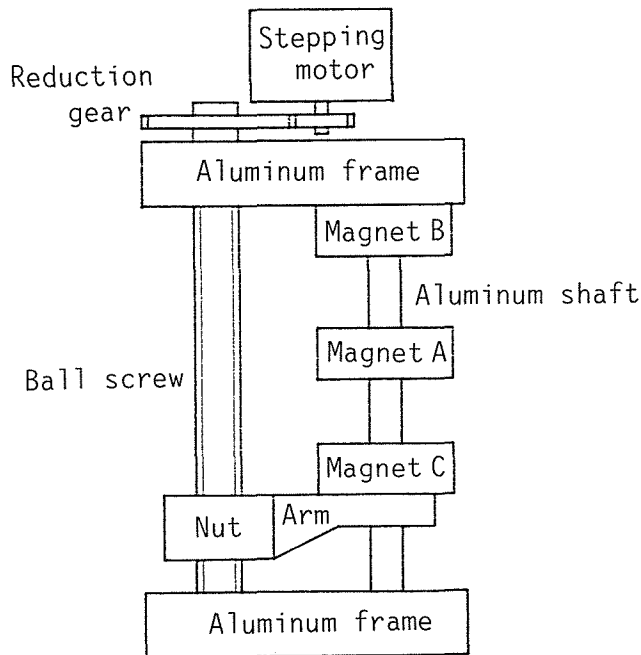 Stepping
motor
Reduction
gear
Aluminum frame
Magnet B
Aluminum shaft
Magnet A
Ball screw
Magnet C
Arm
Nut
Aluminum frame